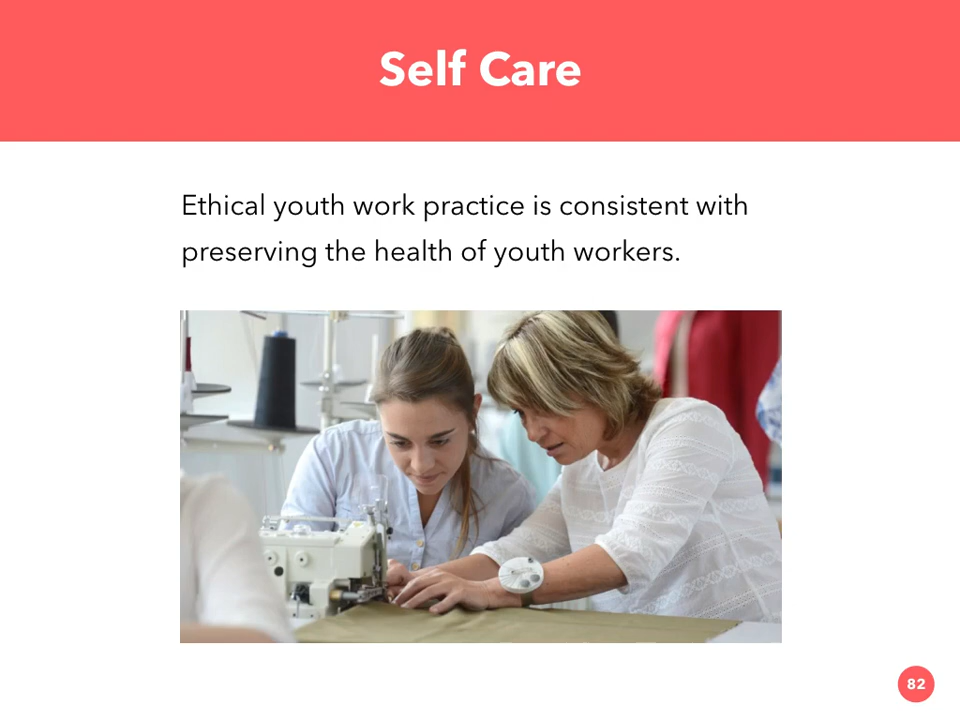 Self Care
Ethical youth work practice is consistent with
preserving the health of youth workers.
82